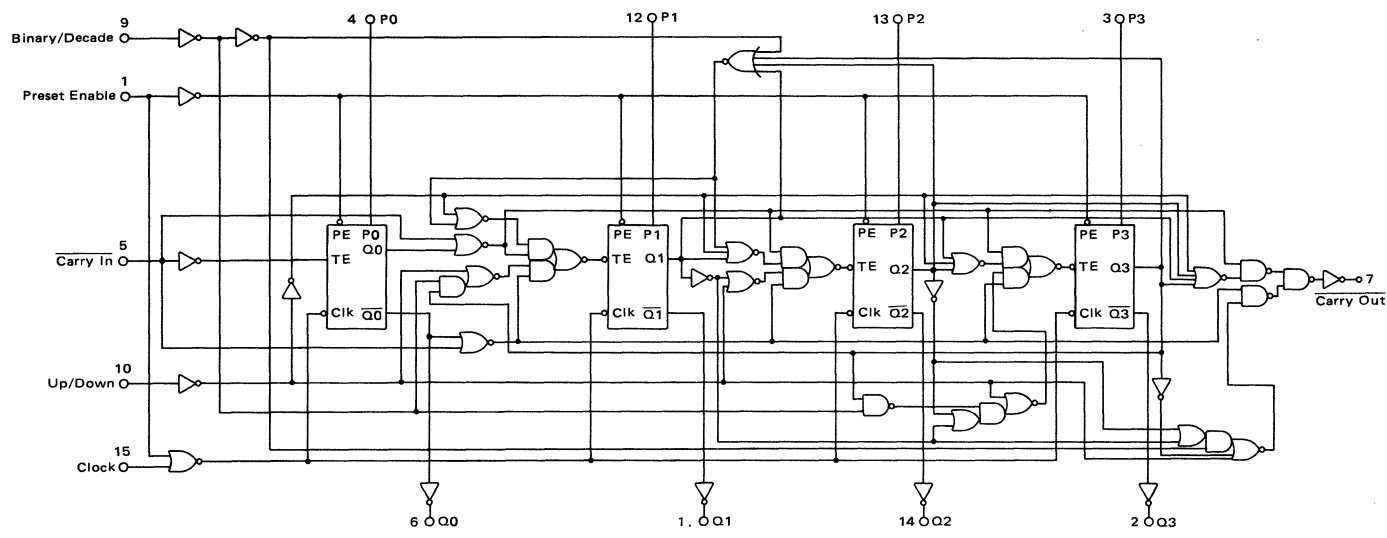 9
Binary/Decade
1
Preset Enable
5
Carry In
10
Up/Down
15
Clock
4 P0
12 P1
13 P2
3 P3
PE P0
Q0
TE
Clk Q0
PE P1
TE Q1
Clk Q1
PE P2
TE Q2
Clk Q2
PE P3
TE Q3
Clk Q3
7
Carry Out
6 Q0
1. Q1
14 Q2
2 Q3